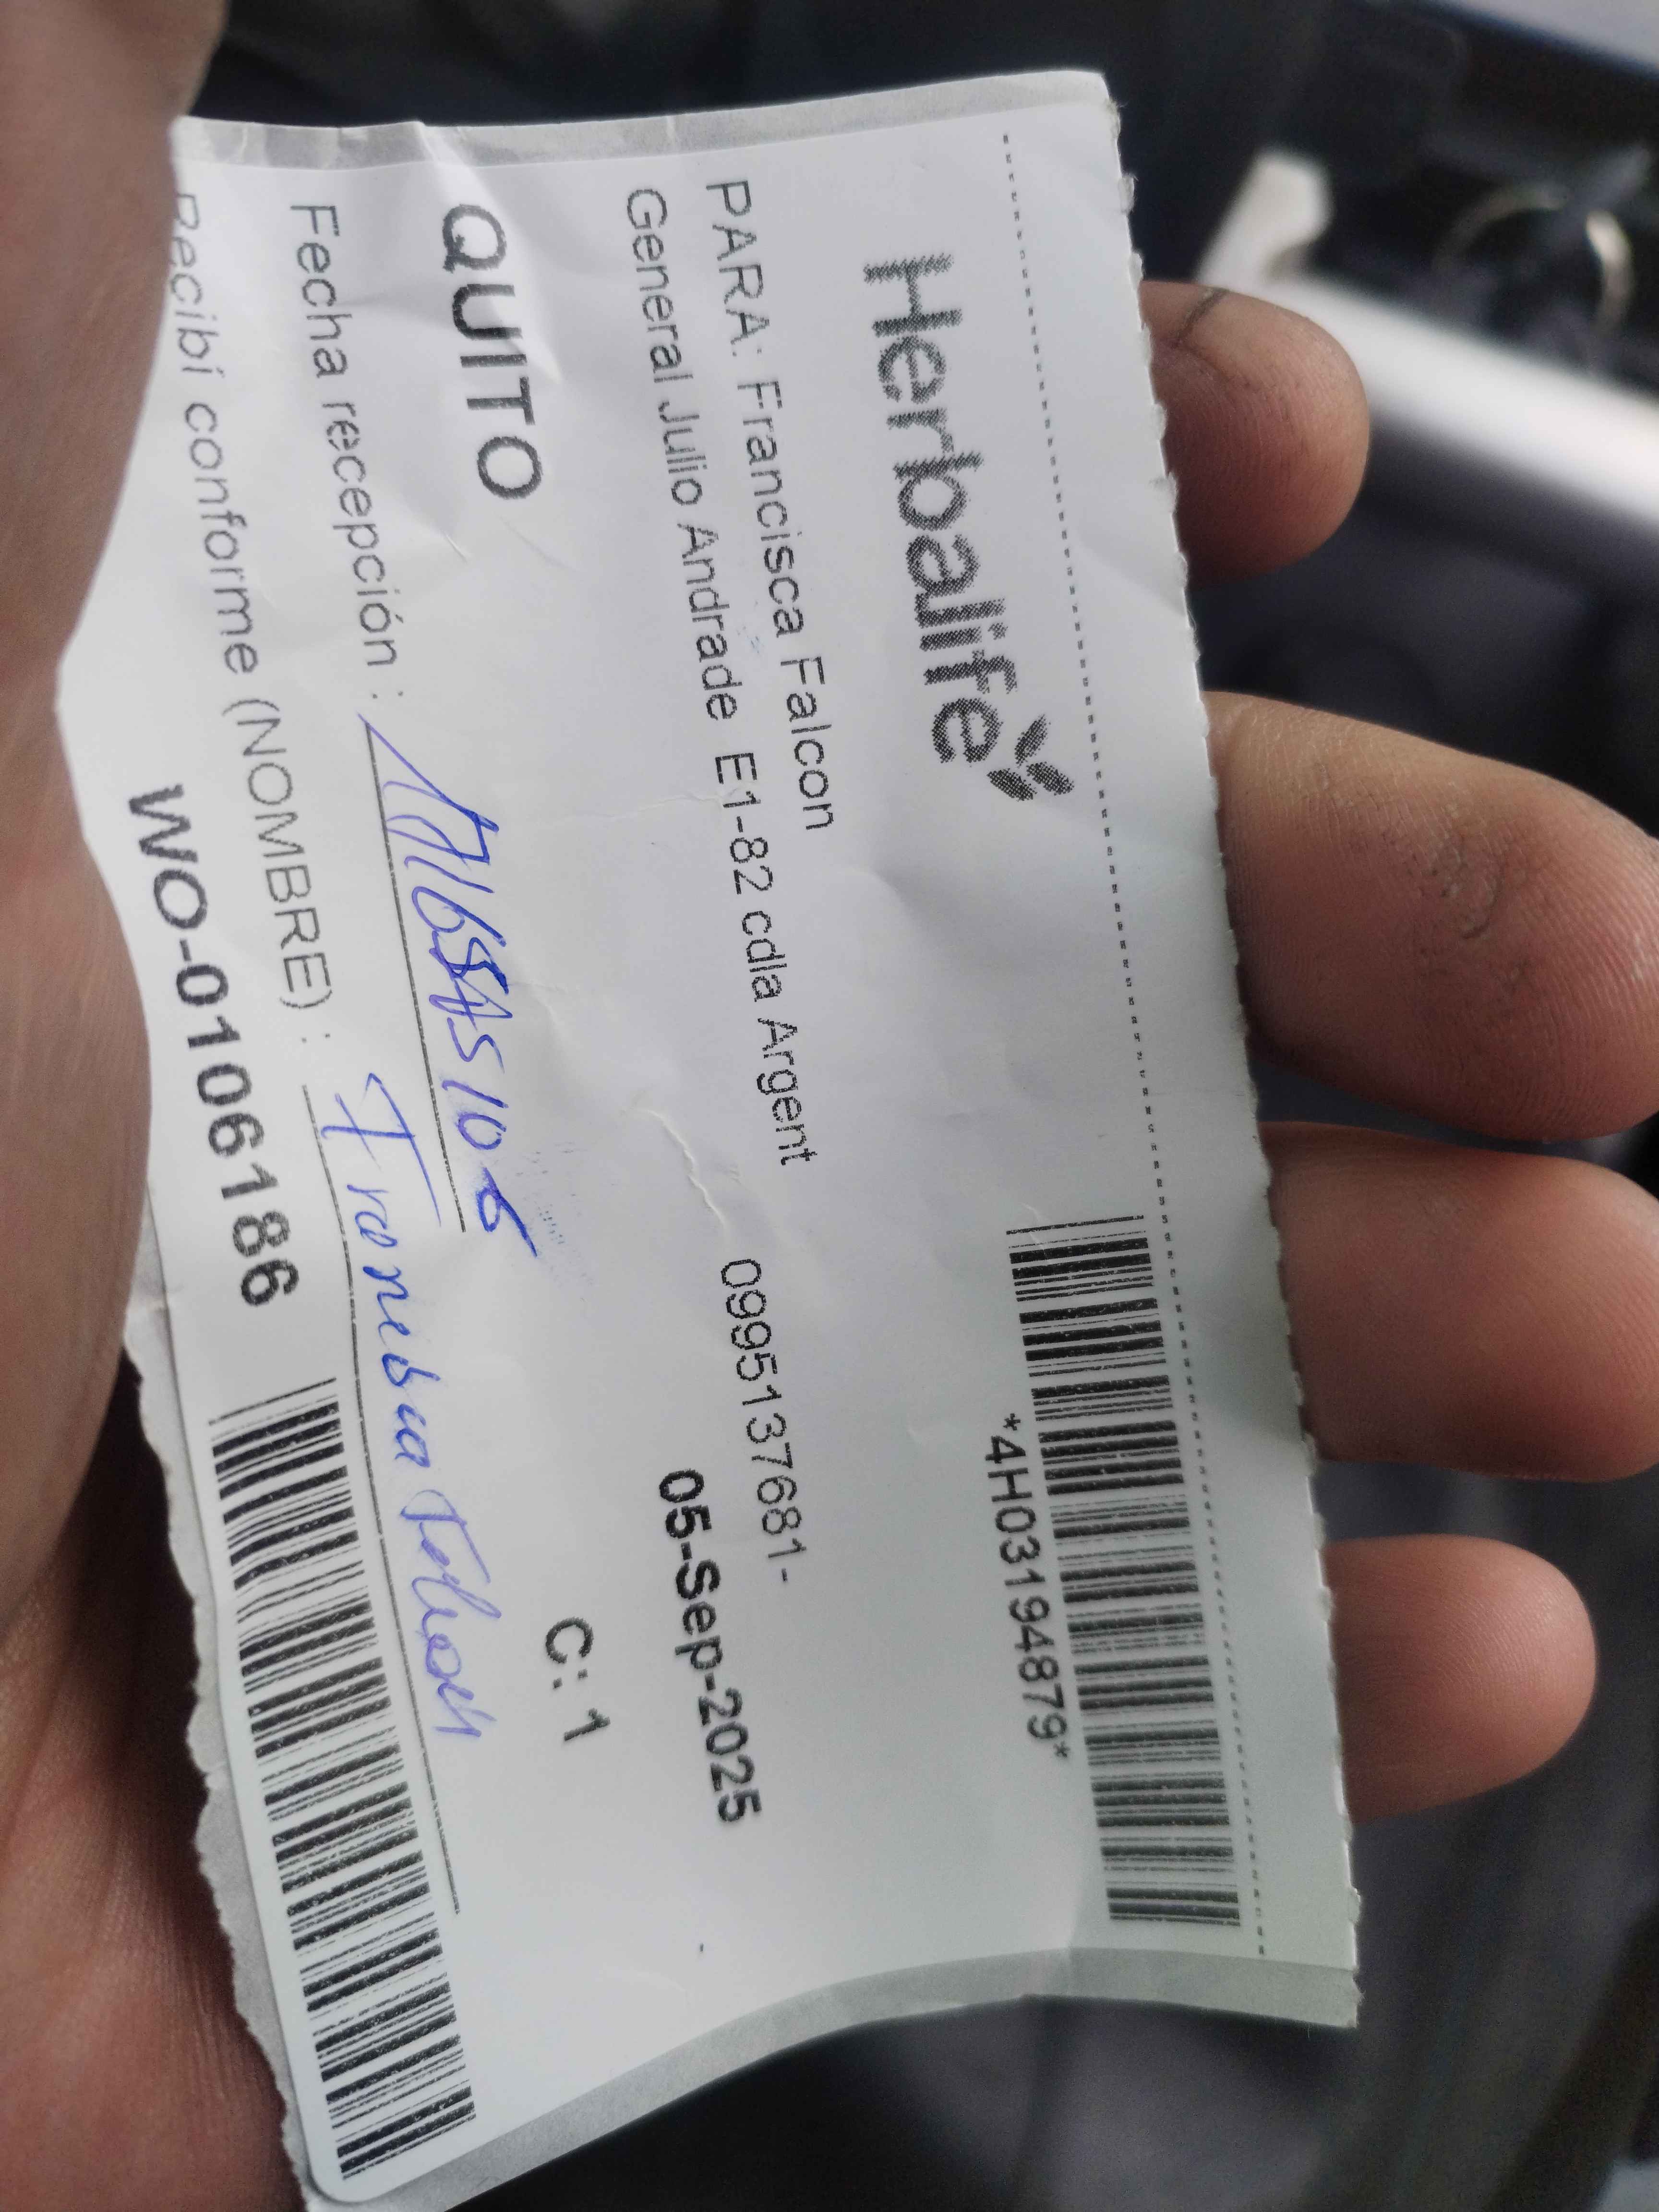 Herbalife
*4H03194879*
PARA: Francisca Falcon
General Julio Andrade E1-82 cdla Argent 0995137681-
05-Sep-2025
QUITO
C: 1
Fecha recepción :
Recibí conforme (NOMBRE) :
WO-0106186